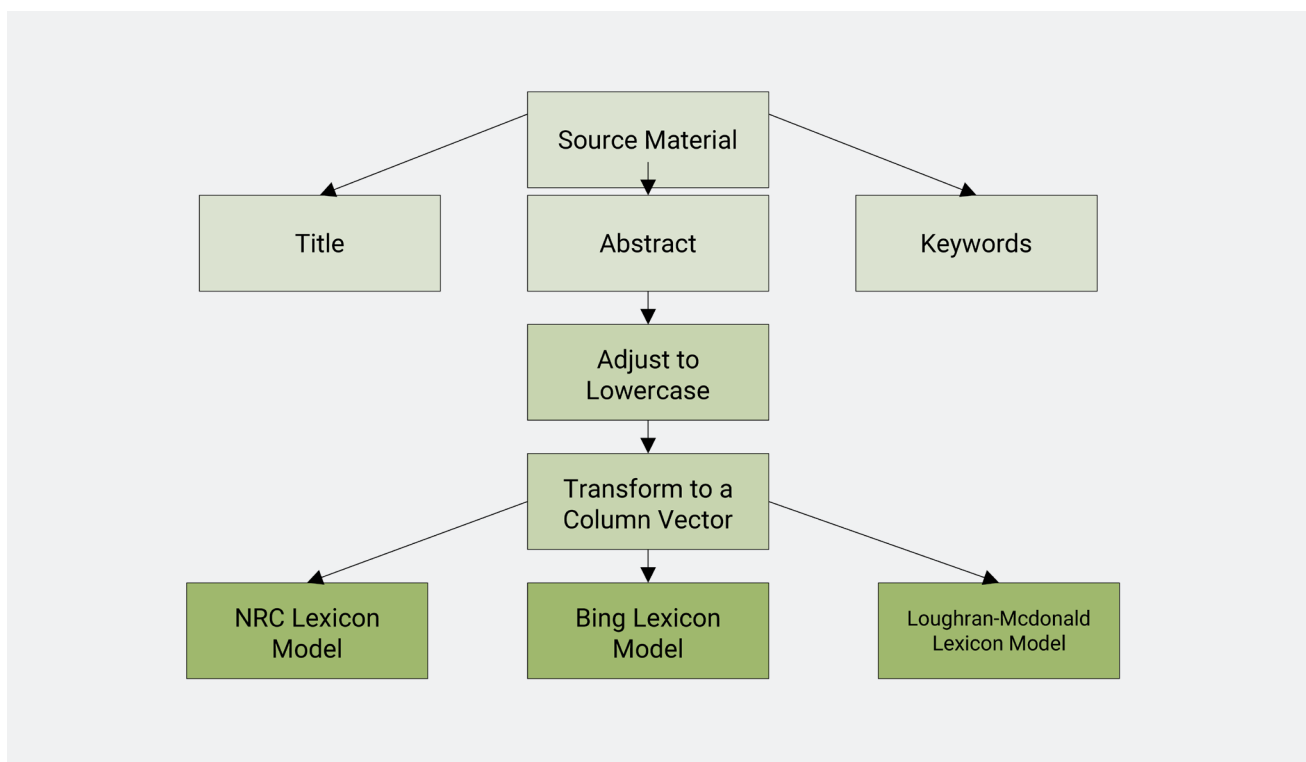 Source Material
Title
Abstract
Keywords
Adjust to
Lowercase
Transform to a
Column Vector
NRC Lexicon
Model
Bing Lexicon
Model
Loughran-Mcdonald
Lexicon Model